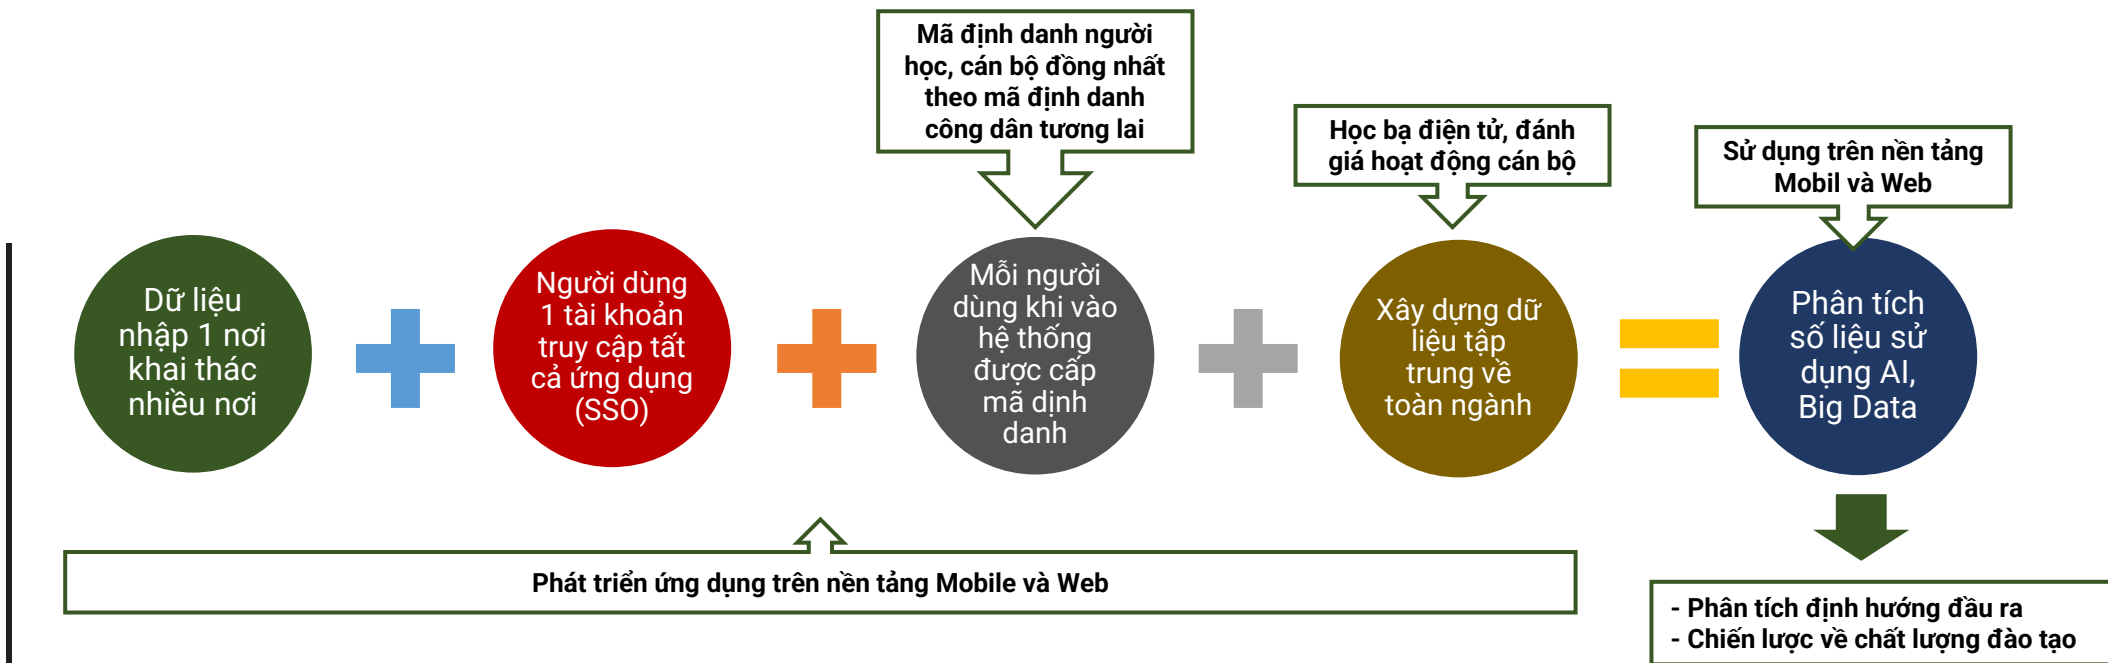 Mã định danh người
học, cán bộ đồng nhất
theo mã định danh
công dân tương lai
Học bạ điện tử, đánh
giá hoạt động cán bộ
Sử dụng trên nền tảng
Mobil và Web
Dữ liệu
nhập 1 nơi
khai thác
nhiều nơi
Người dùng
1 tài khoản
truy cập tất
cả ứng dụng
(SSO)
Mỗi người
dùng khi vào
hệ thống
được cấp
mã dịnh
danh
Xây dựng dữ
liệu tập
trung về
toàn ngành
Phân tích
số liệu sử
dụng AI,
Big Data
Phát triển ứng dụng trên nền tảng Mobile và Web
- Phân tích định hướng đầu ra
- Chiến lược về chất lượng đào tạo